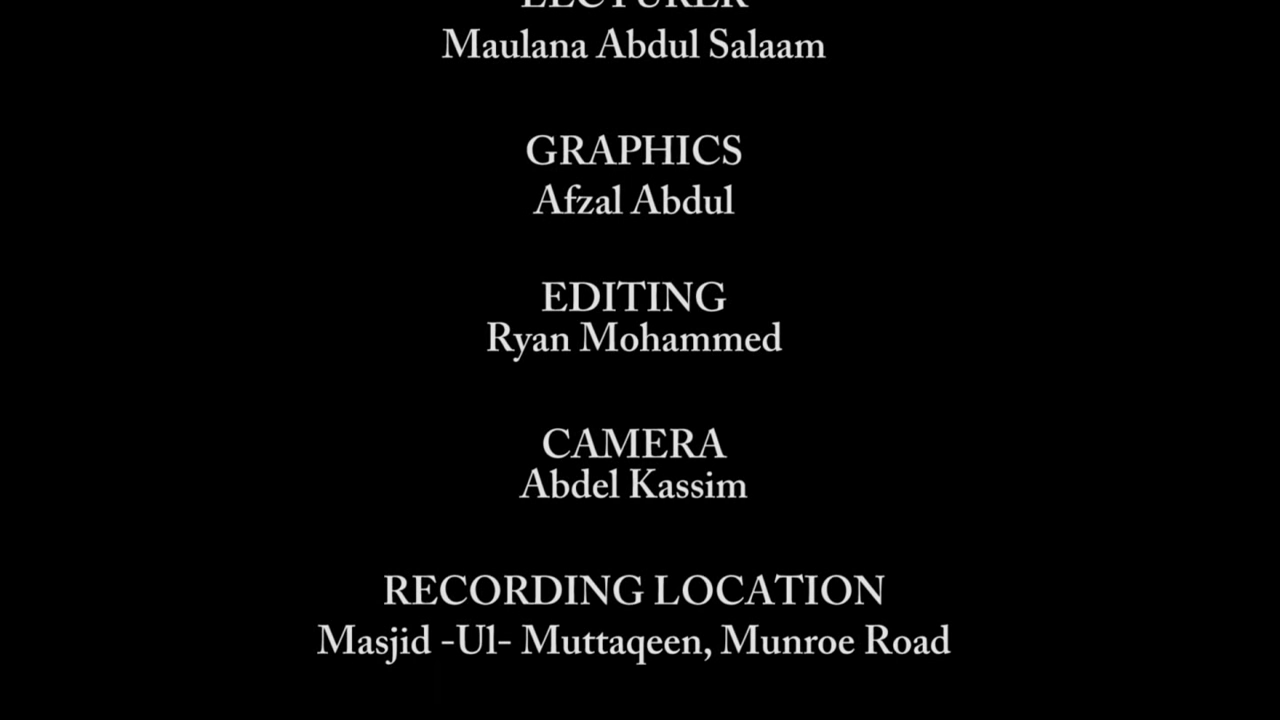 LECTURER
Maulana Abdul Salaam
GRAPHICS
Afzal Abdul
EDITING
Ryan Mohammed
CAMERA
Abdel Kassim
RECORDING LOCATION
Masjid -Ul- Muttaqeen, Munroe Road